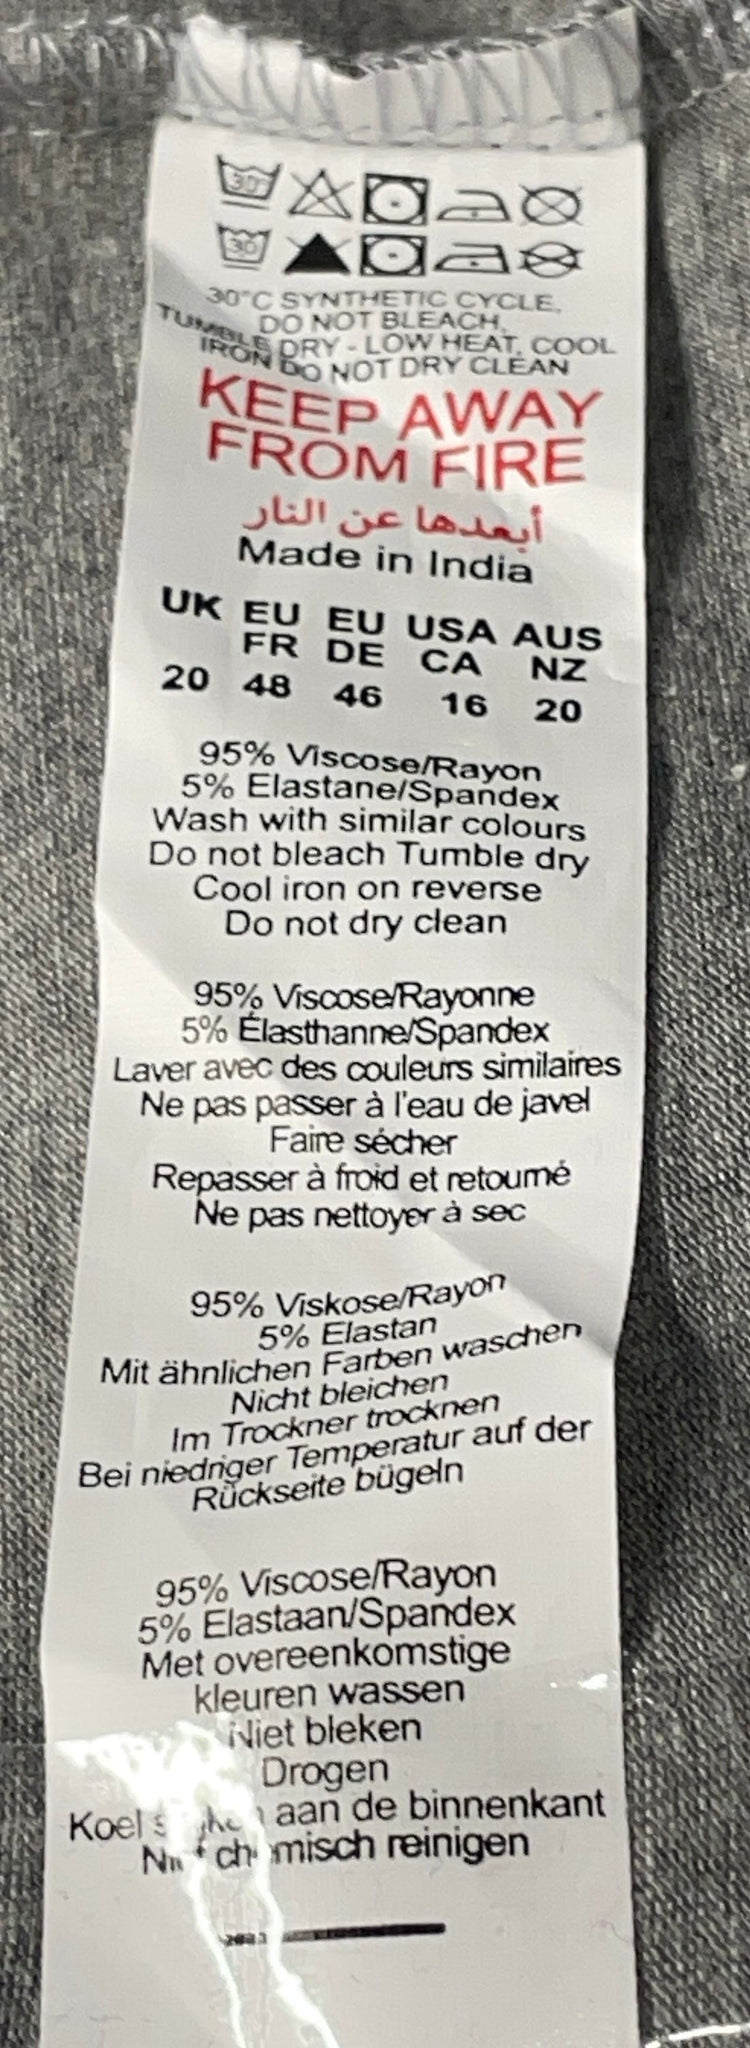 30°
30
30°C SYNTHETIC CYCLE,
DO NOT BLEACH,
TUMBLE DRY - LOW HEAT, COOL
IRON DO NOT DRY CLEAN
KEEP AWAY
FROM FIRE
أبعدها عن النار
Made in India
UK EU EU USA AUS
FR DE CA NZ
20 48 46 16 20
95% Viscose/Rayon
5% Elastane/Spandex
Wash with similar colours
Do not bleach Tumble dry
Cool iron on reverse
Do not dry clean
95% Viscose/Rayonne
5% Élasthanne/Spandex
Laver avec des couleurs similaires
Ne pas passer à l'eau de javel
Faire sécher
Repasser à froid et retourné
Ne pas nettoyer à sec
95% Viskose/Rayon
5% Elastan
Mit ähnlichen Farben waschen
Nicht bleichen
Im Trockner trocknen
Bei niedriger Temperatur auf der
Rückseite bügeln
95% Viscose/Rayon
5% Elastaan/Spandex
Met overeenkomstige
kleuren wassen
Niet bleken
Drogen
Koel aan de binnenkant
Niet chemisch reinigen